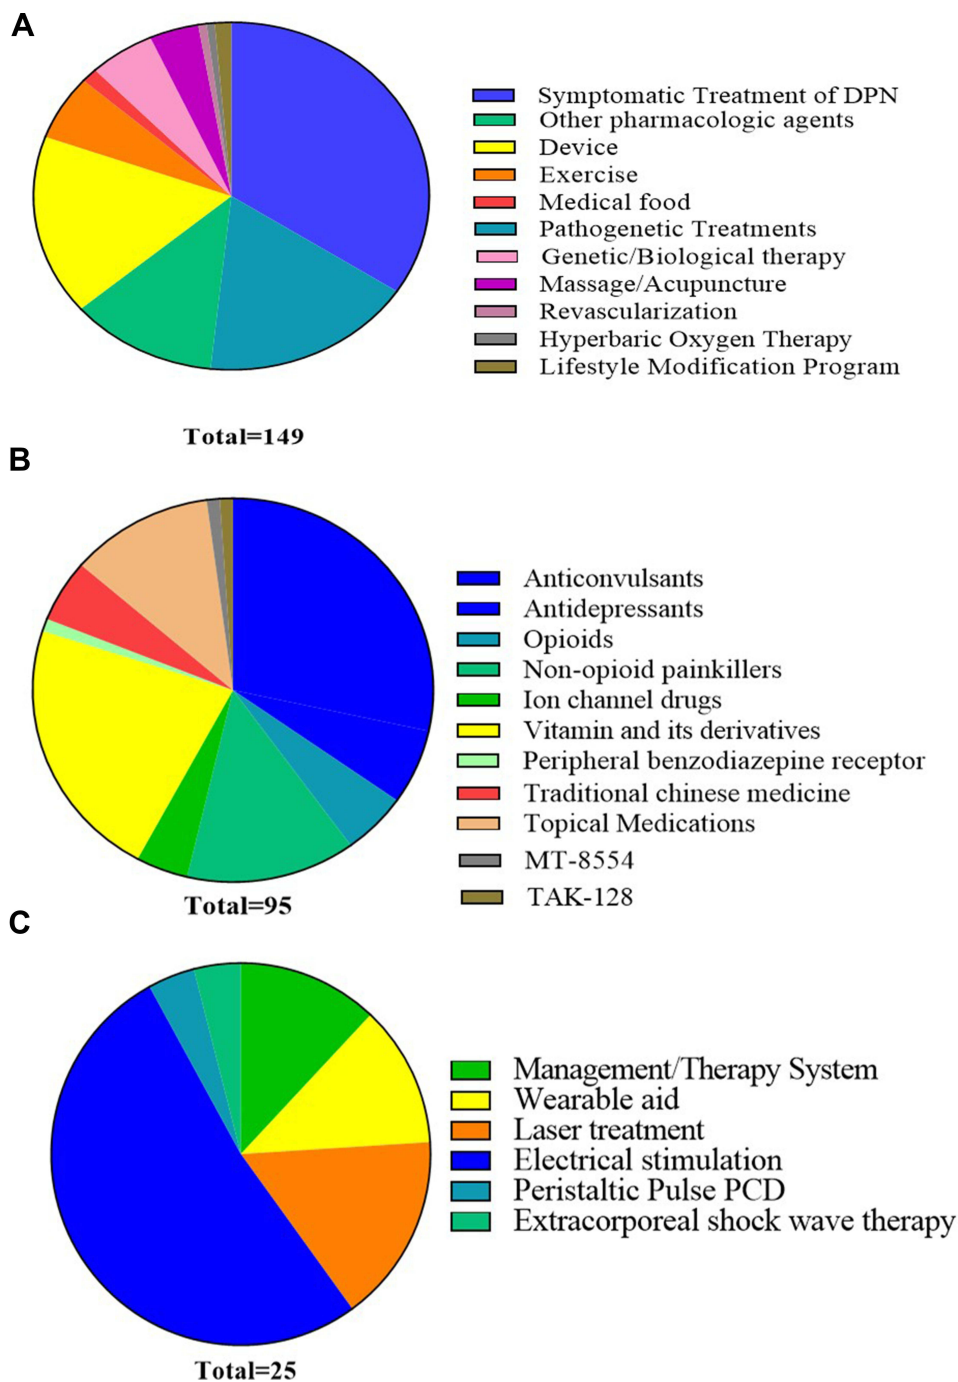 A
Symptomatic Treatment of DPN
Other pharmacologic agents
Device
Exercise
Medical food
Pathogenetic Treatments
Genetic/Biological therapy
Massage/Acupuncture
Revascularization
Hyperbaric Oxygen Therapy
Lifestyle Modification Program
Total=149
B
Anticonvulsants
Antidepressants
Opioids
Non-opioid painkillers
Ion channel drugs
Vitamin and its derivatives
Peripheral benzodiazepine receptor
Traditional chinese medicine
Topical Medications
MT-8554
TAK-128
Total=95
C
Management/Therapy System
Wearable aid
Laser treatment
Electrical stimulation
Peristaltic Pulse PCD
Extracorporeal shock wave therapy
Total=25